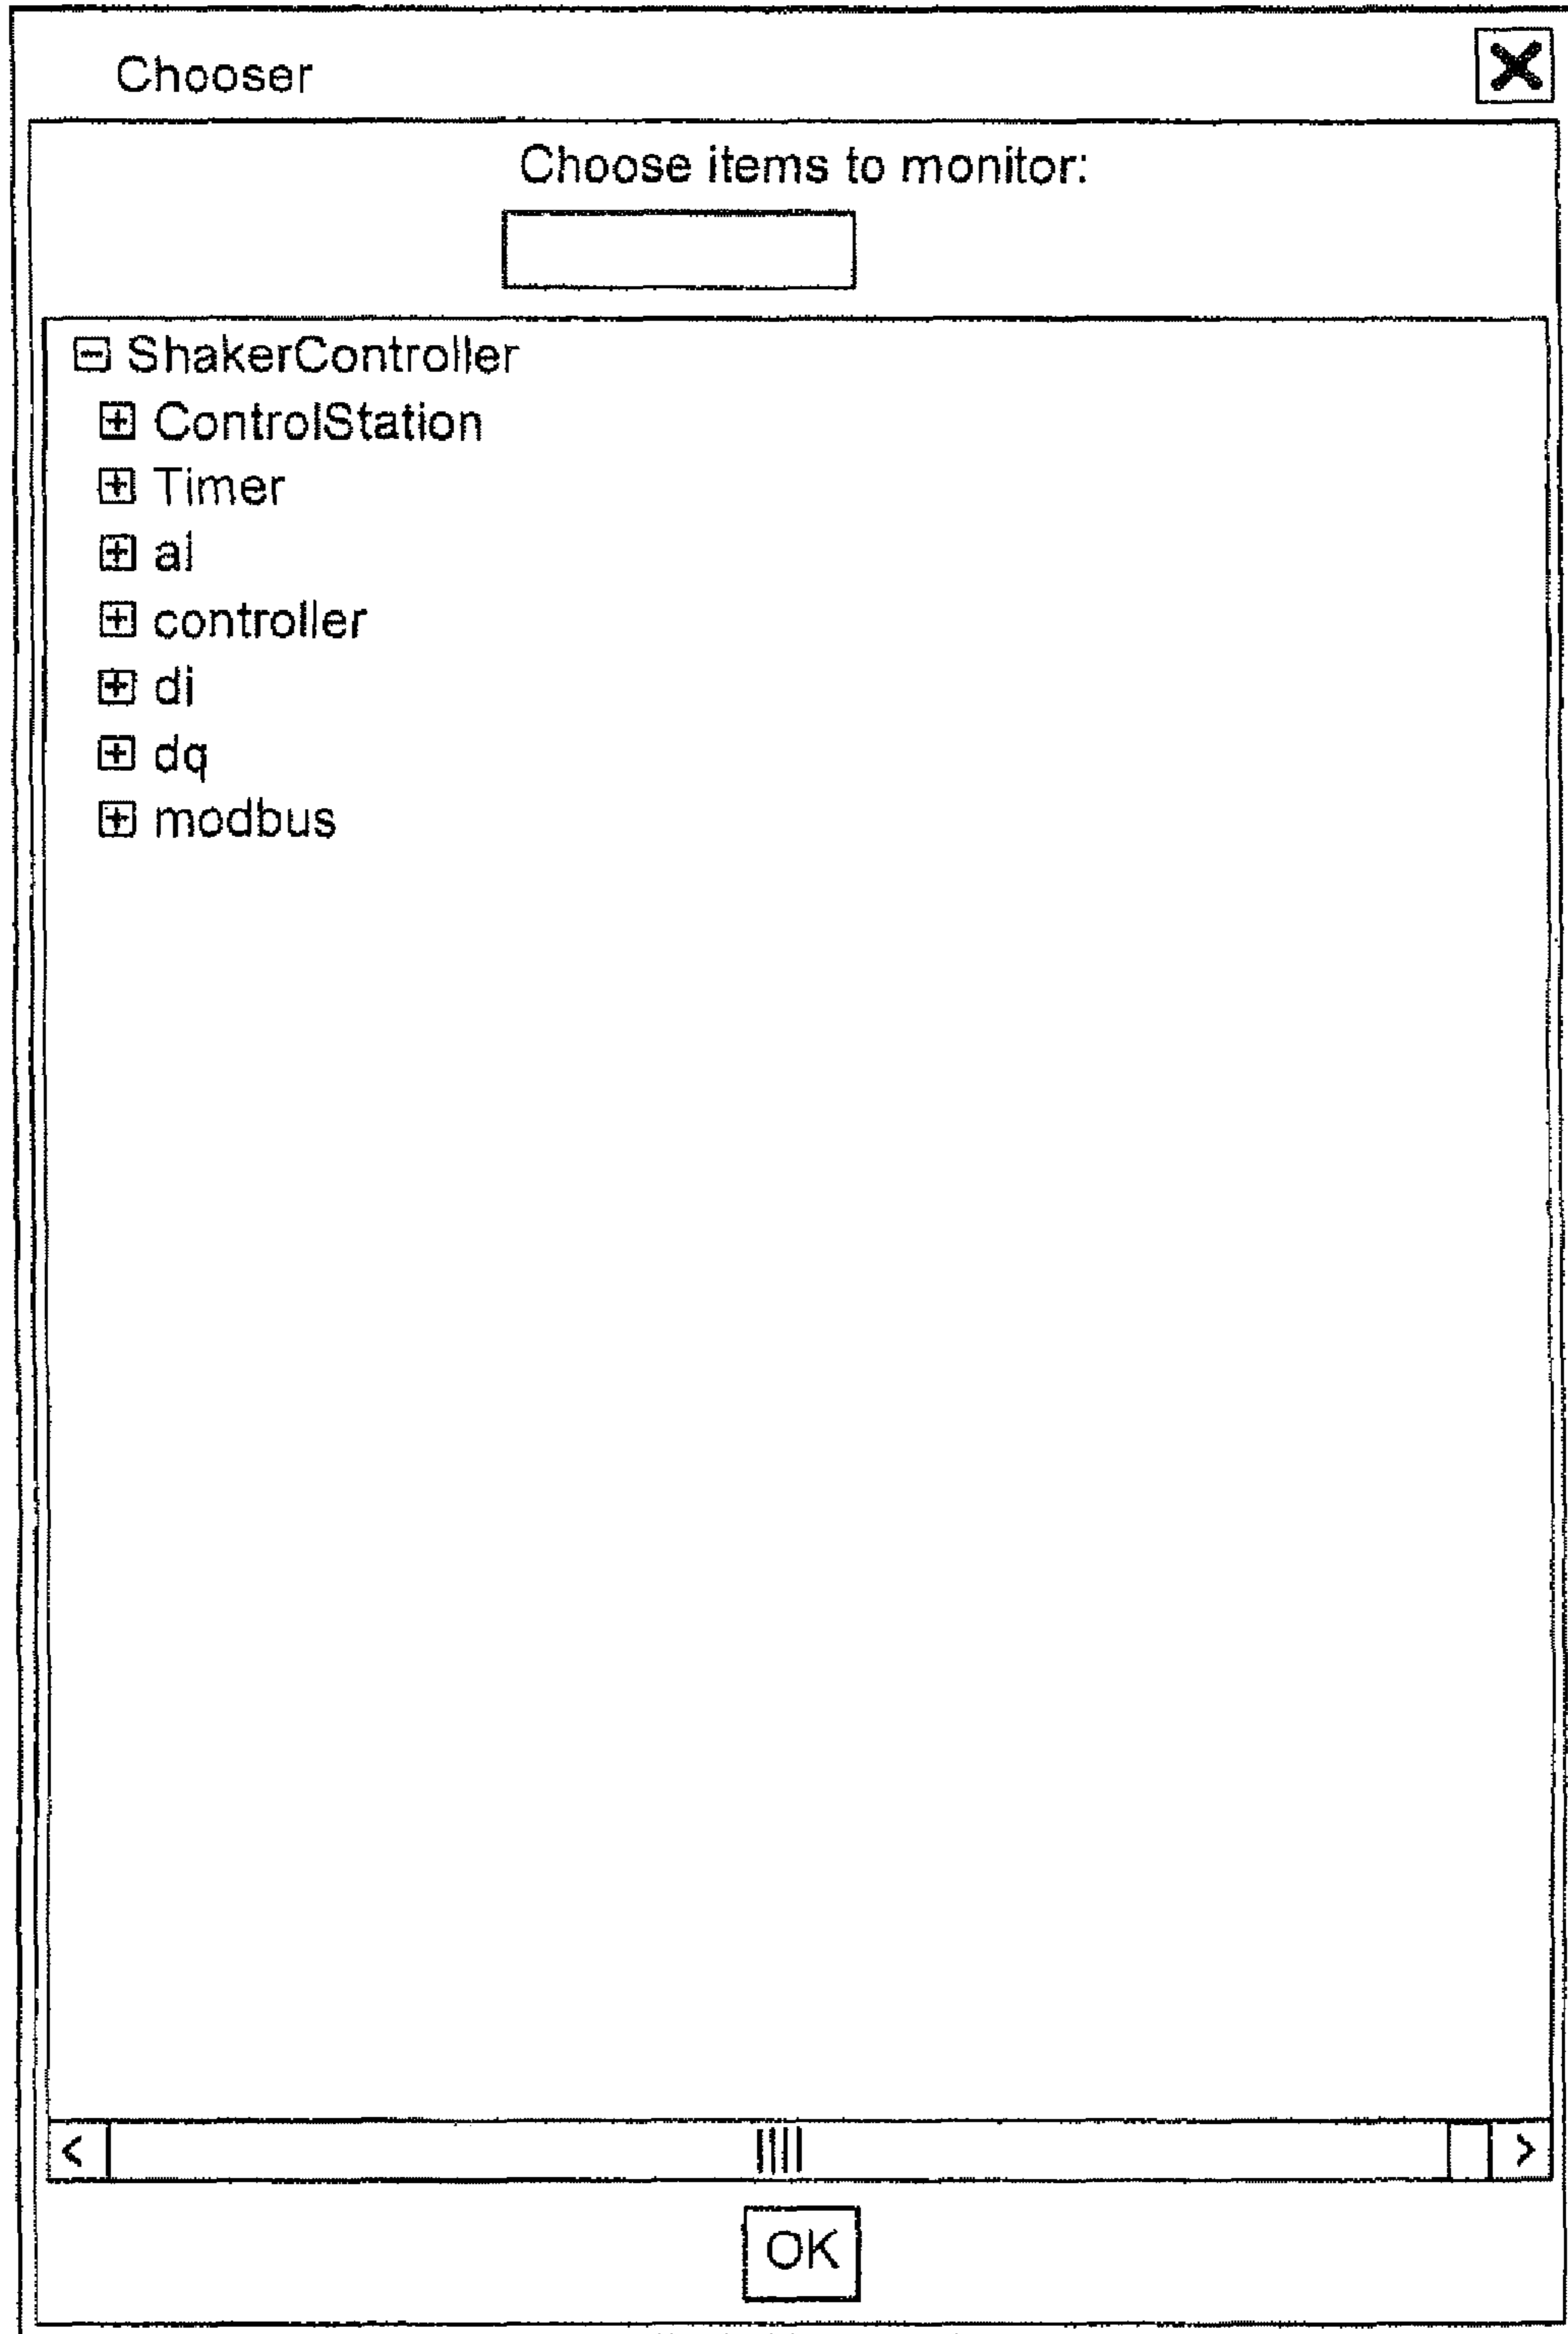 Chooser
Choose items to monitor:
ShakerController
ControlStation
Timer
ai
controller
di
dq
modbus
OK